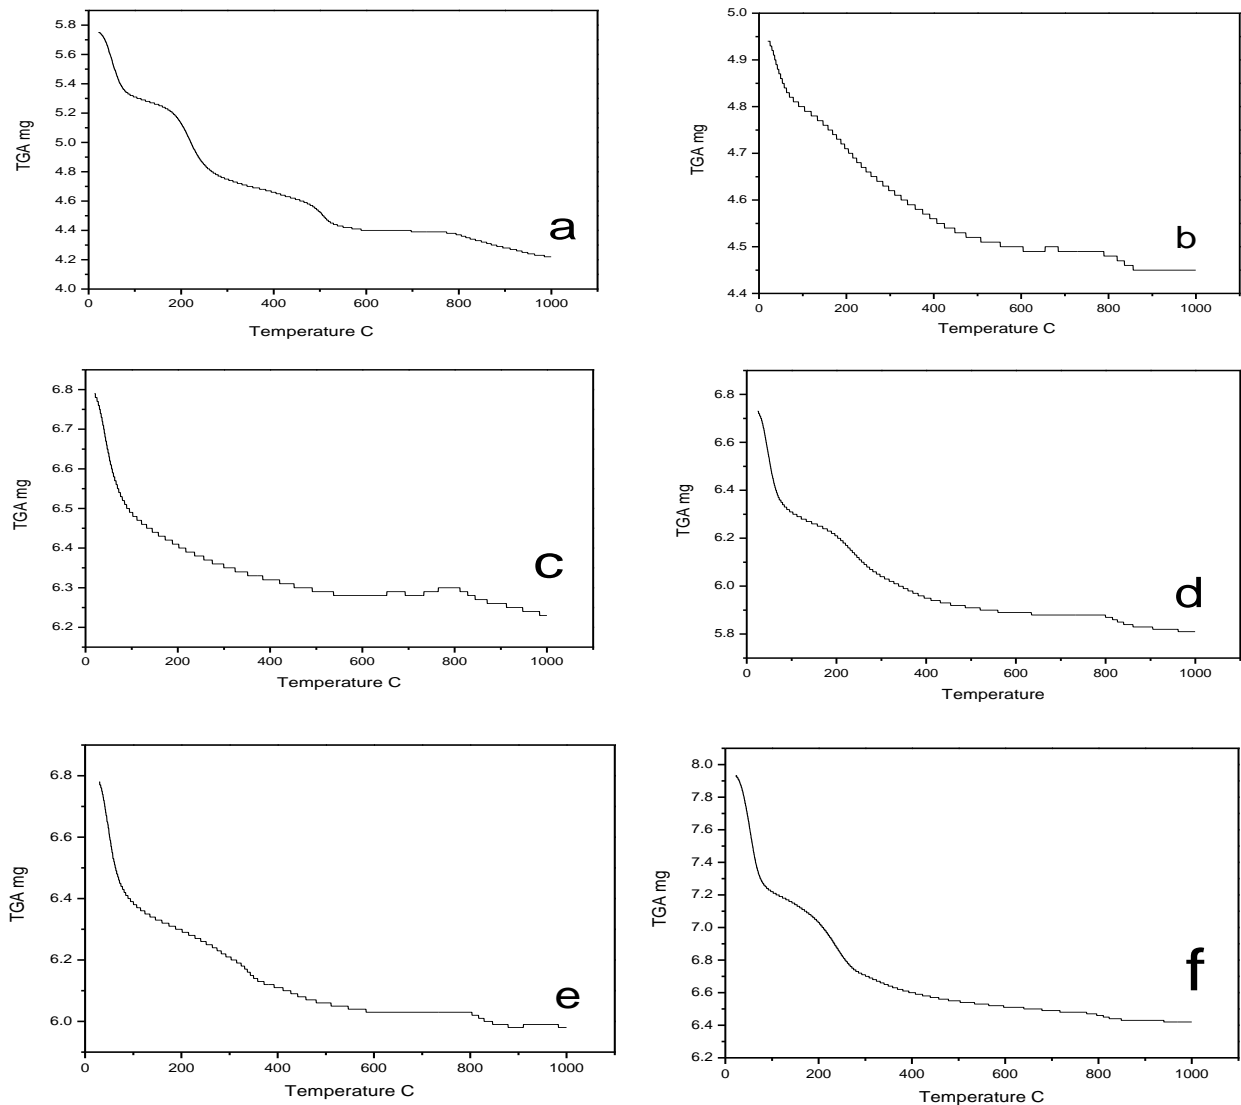 5.8
5.6
5.4
5.2
5.0
4.8
4.6
4.4
4.2
4.0
TGA mg
0 200 400 600 800 1000
Temperature C
a
5.0
4.9
4.8
4.7
4.6
4.5
4.4
TGA mg
0 200 400 600 800 1000
Temperature C
b
6.8
6.7
6.6
6.5
6.4
6.3
6.2
TGA mg
0 200 400 600 800 1000
Temperature C
c
6.8
6.6
6.4
6.2
6.0
5.8
TGA mg
0 200 400 600 800 1000
Temperature
d
6.8
6.6
6.4
6.2
6.0
TGA mg
0 200 400 600 800 1000
Temperature C
e
8.0
7.8
7.6
7.4
7.2
7.0
6.8
6.6
6.4
6.2
TGA mg
0 200 400 600 800 1000
Temperature C
f